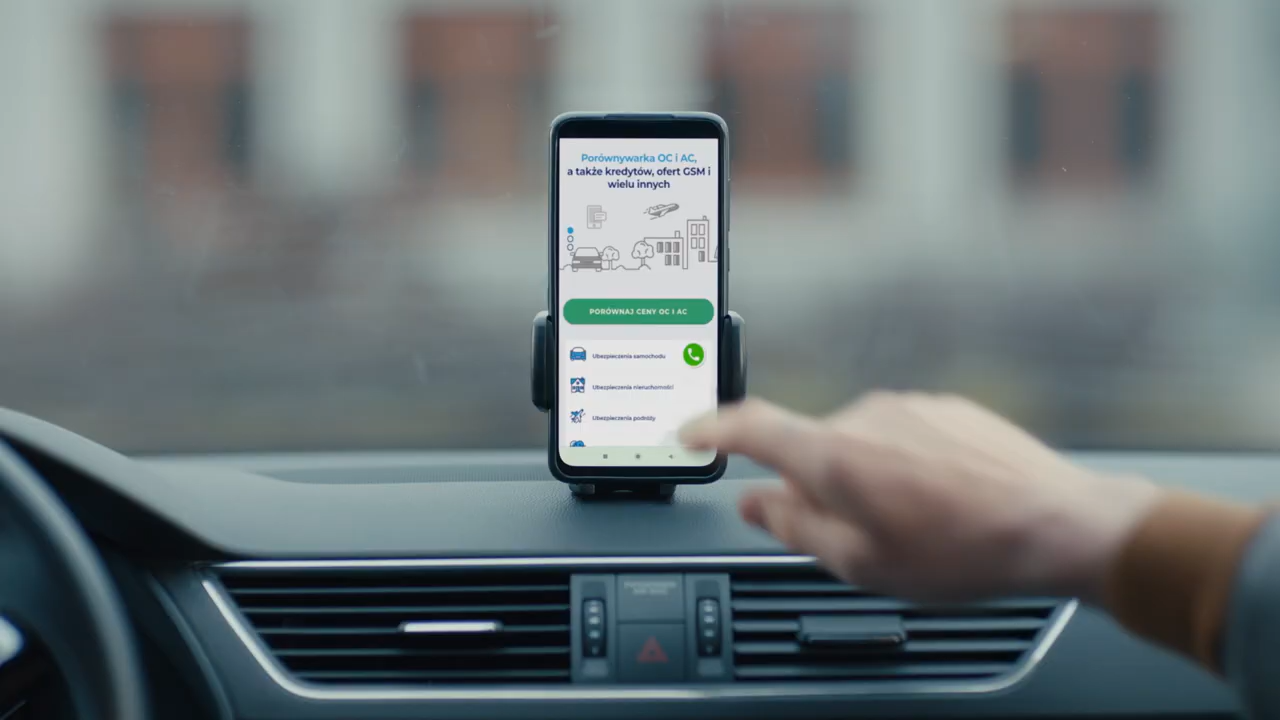 Porównywarka OC i AC,
a także kredytów, ofert GSM i
wielu innych
PORÓWNAJ CENY OC I AC
Ubezpieczenia samochodu
Ubezpieczenia nieruchomości
Ubezpieczenia podróży